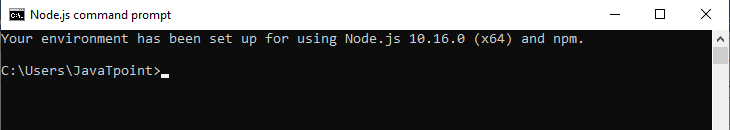 Node.js command prompt
Your environment has been set up for using Node.js 10.16.0 (x64) and npm.
C:\Users\JavaTpoint>